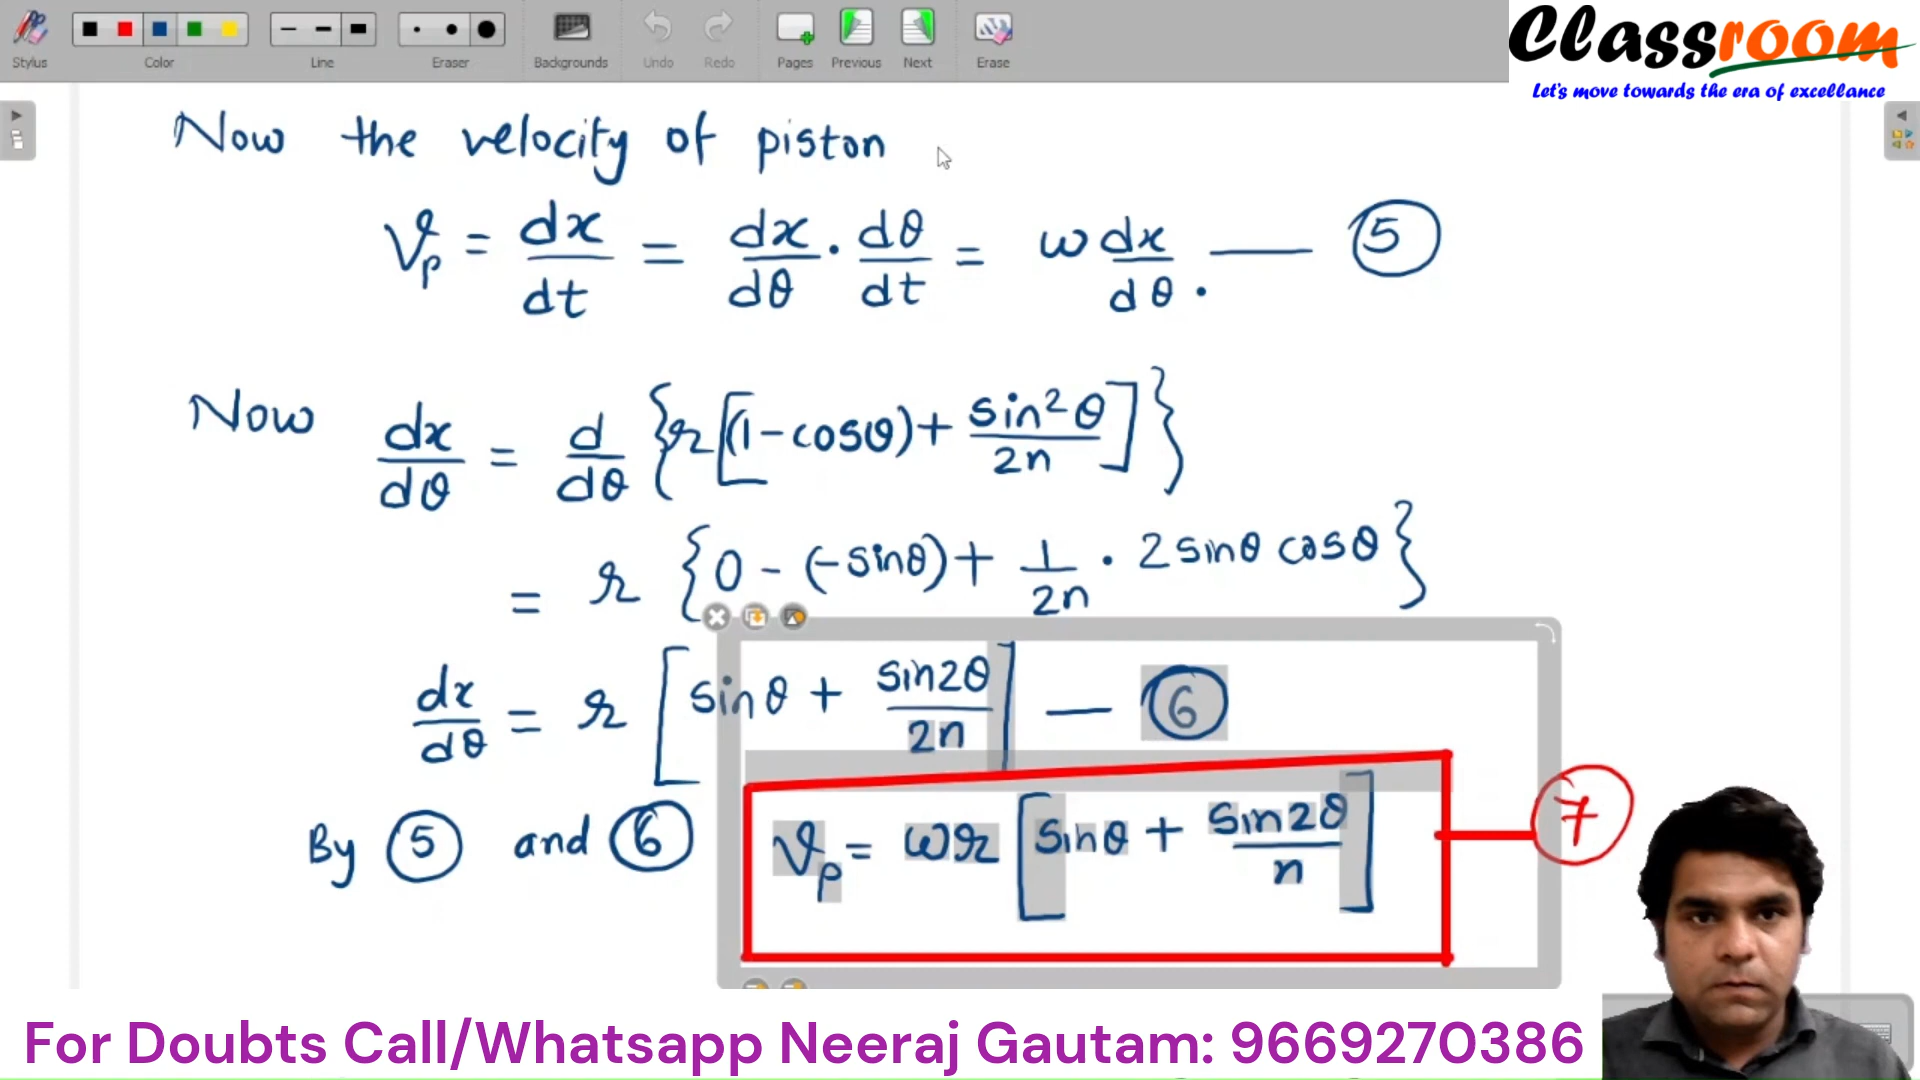 Stylus Color Line Eraser Backgrounds Undo Redo Pages Previous Next Erase
Classroom
Let's move towards the era of excellance
Now the velocity of piston
Vp = dx/dt = dx/dθ · dθ/dt = ω dx/dθ . — 5
Now dx/dθ = d/dθ {r[(1-cosθ) + sin²θ/2n]}
= r {0 - (-sinθ) + 1/2n · 2 sinθ cosθ}
dx/dθ = r [sinθ + sin2θ/2n] — 6
By 5 and 6 Vp = ωr [sinθ + sin2θ/n] — 7
For Doubts Call/Whatsapp Neeraj Gautam: 9669270386